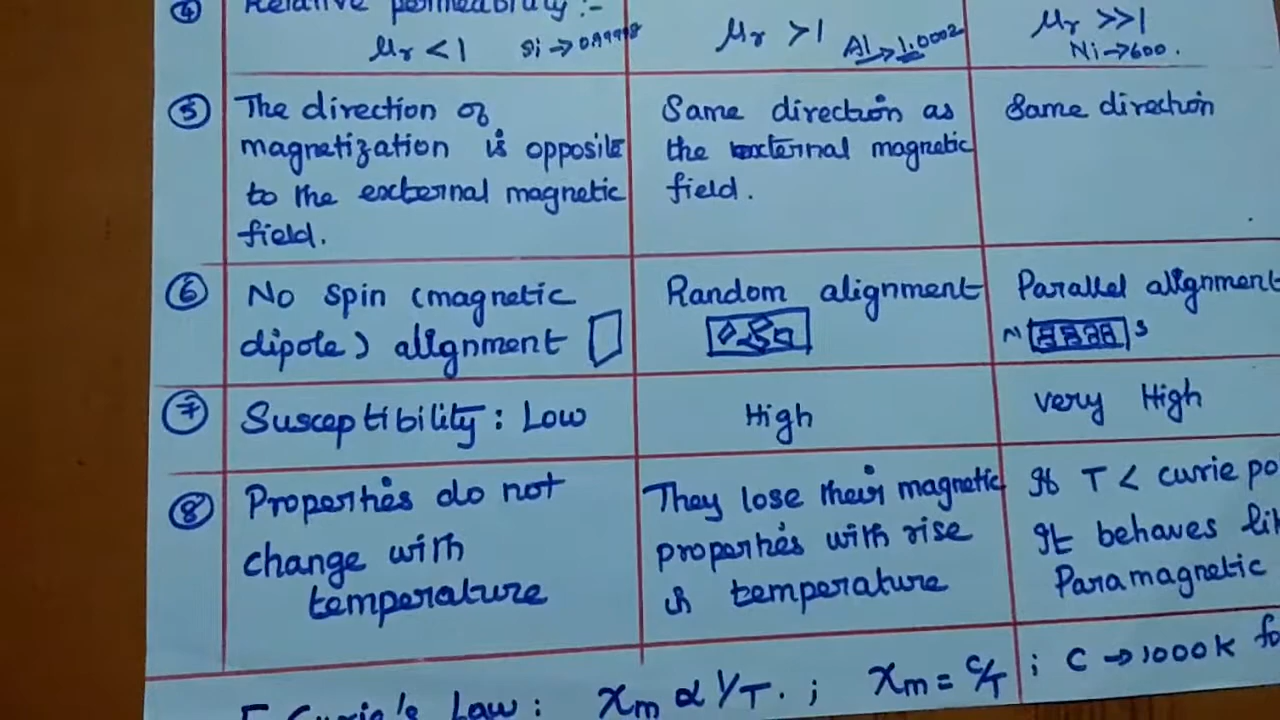 ④ Relative permeability :-
μr < 1 Si → 0.99998
μr > 1 Al → 1.0002
μr >> 1
Ni → 600.
⑤ The direction of
magnetization is opposite
to the external magnetic
field.
Same direction as
the external magnetic
field.
Same direction
⑥ No spin (magnetic
dipole) alignment
Random alignment
Parallel alignment
N S
⑦ Susceptibility : Low
High
very High
⑧ Properties do not
change with
temperature
They lose their magnetic
properties with rise
in temperature
If T < curie po
It behaves li
Paramagnetic
Curie's Law : χm α 1/T . ; χm = C/T ; C → 1000K fo